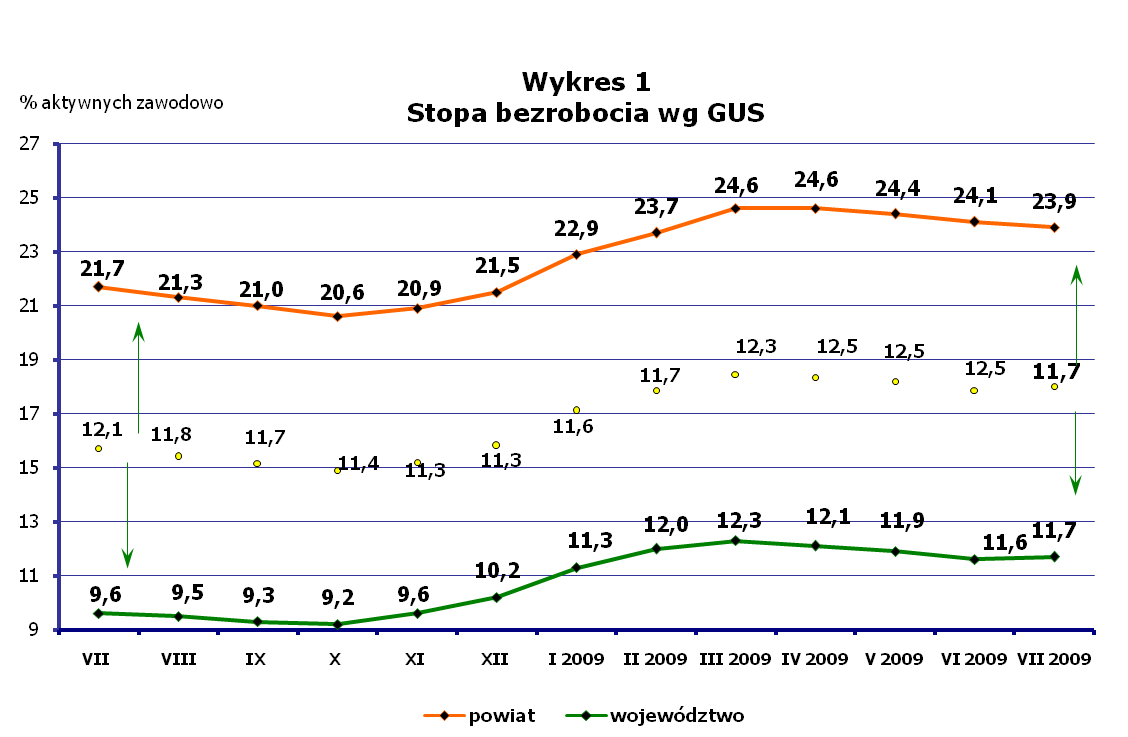 Wykres 1
Stopa bezrobocia wg GUS
% aktywnych zawodowo
27
25
23
21
19
17
15
13
11
9
21,7 21,3 21,0 20,6 20,9 21,5 22,9 23,7 24,6 24,6 24,4 24,1 23,9
12,1 11,8 11,7 11,4 11,3 11,3 11,6 11,7 12,3 12,5 12,5 12,5 11,7
9,6 9,5 9,3 9,2 9,6 10,2 11,3 12,0 12,3 12,1 11,9 11,6 11,7
VII VIII IX X XI XII I 2009 II 2009 III 2009 IV 2009 V 2009 VI 2009 VII 2009
powiat województwo